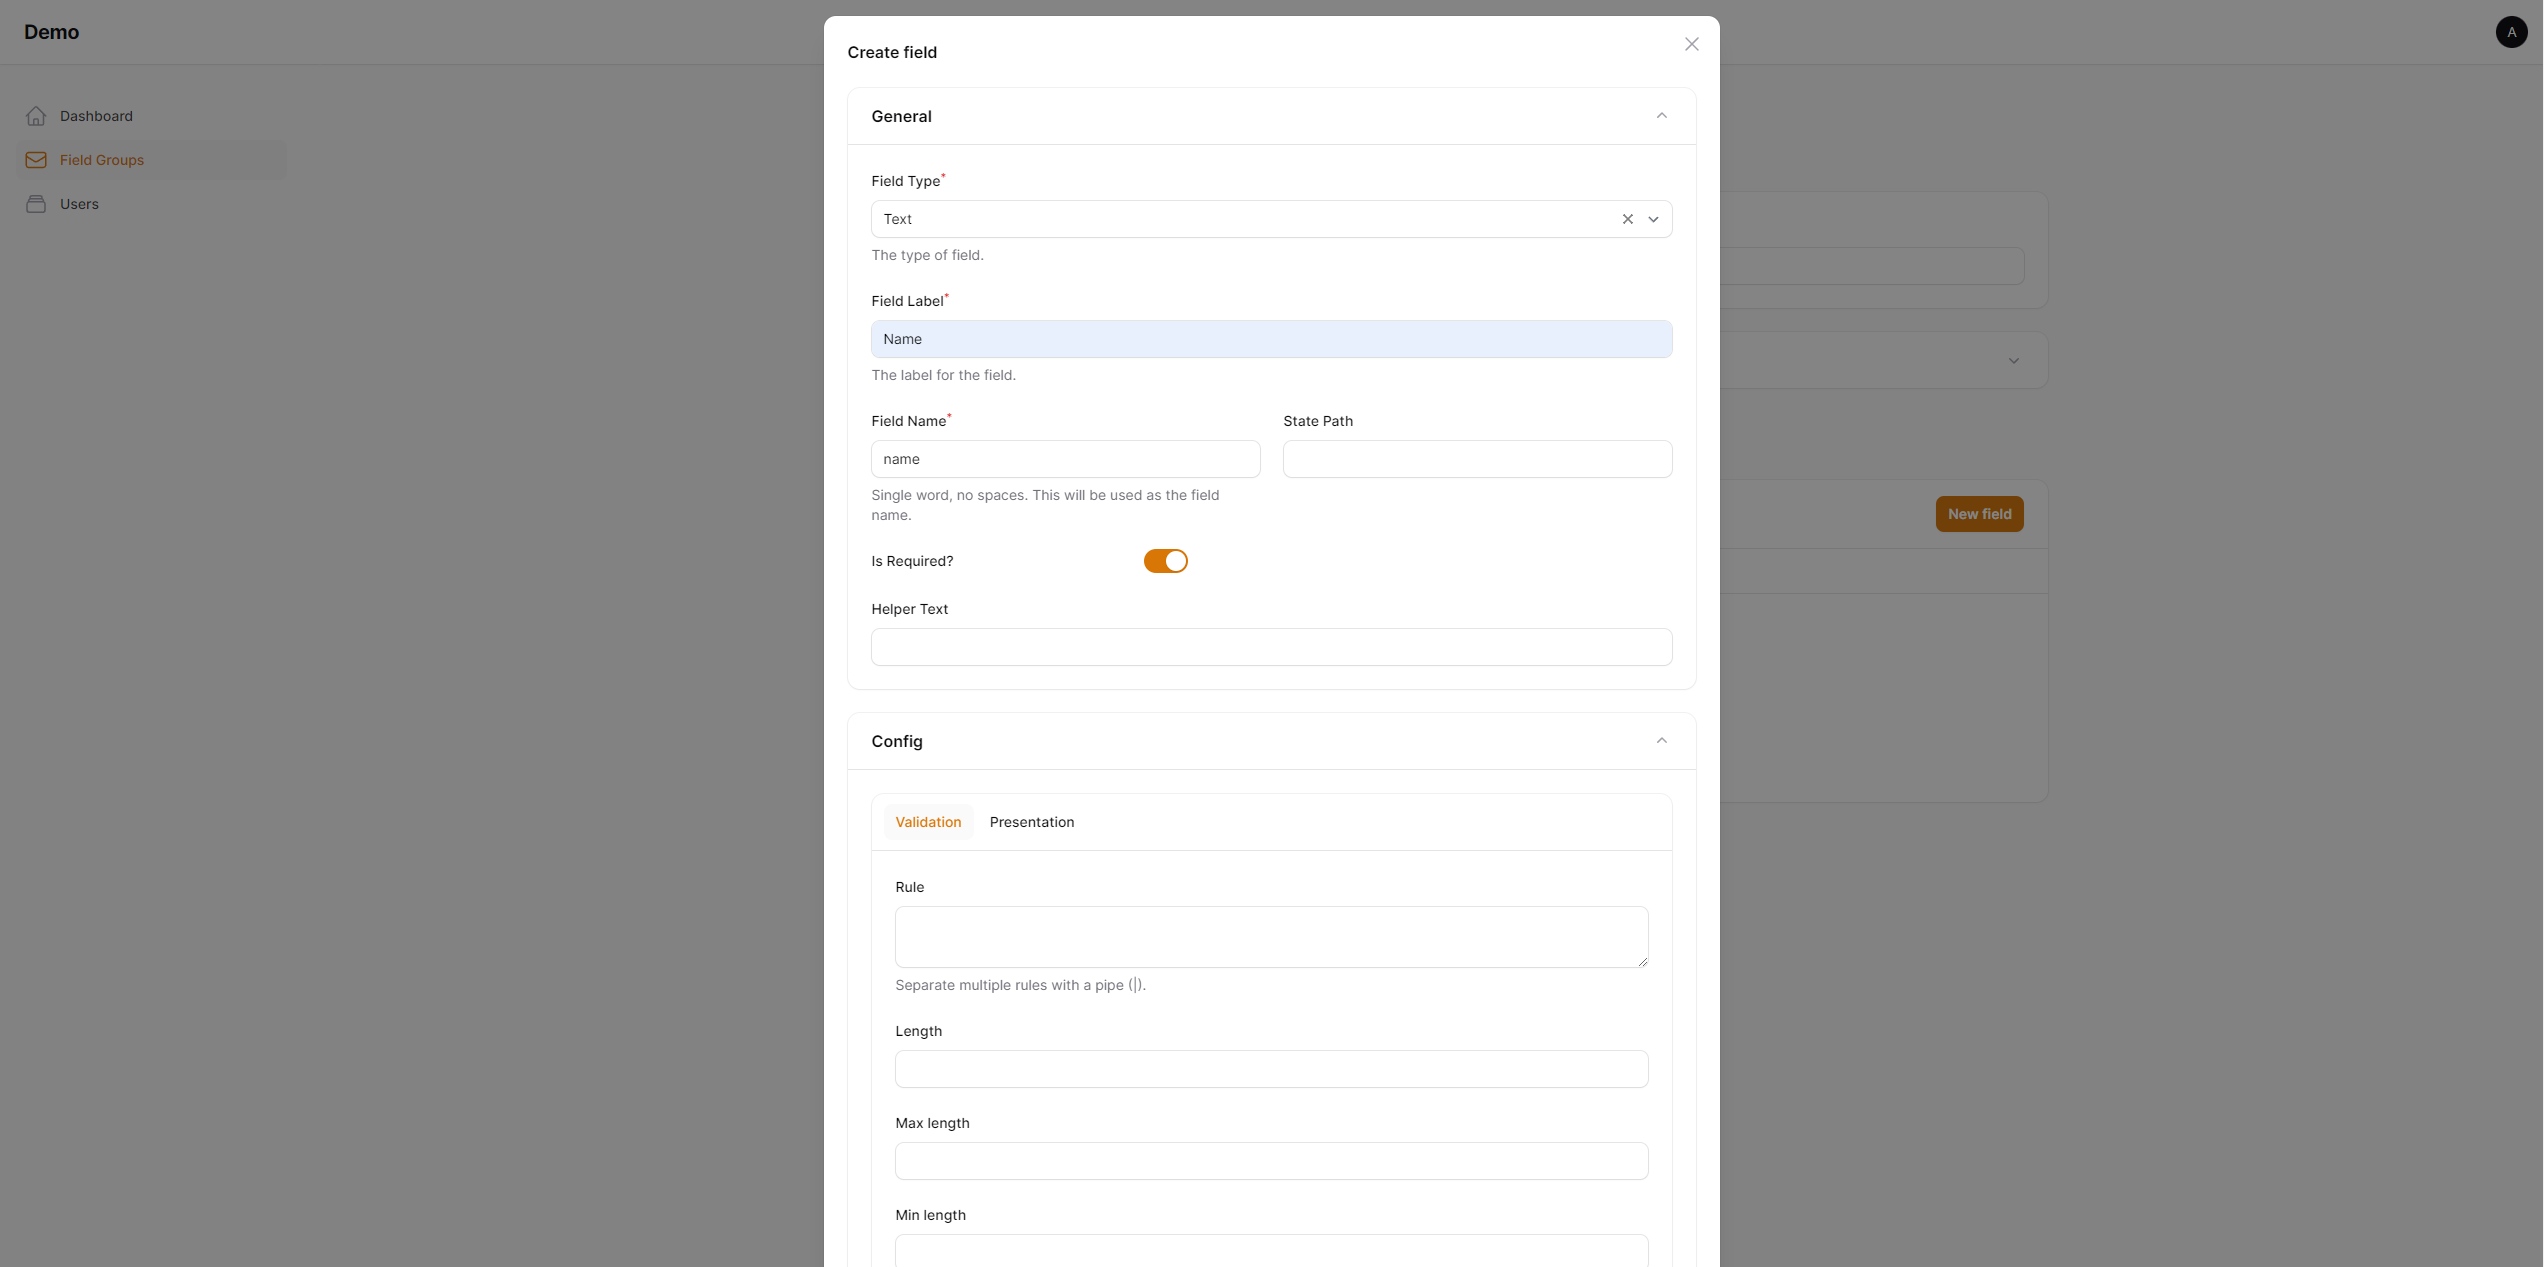 Demo
A
Dashboard
Field Groups
Users
Create field
General
Field Type*
Text
The type of field.
Field Label*
Name
The label for the field.
Field Name*
State Path
name
Single word, no spaces. This will be used as the field
name.
Is Required?
Helper Text
Config
Validation
Presentation
Rule
Separate multiple rules with a pipe (|).
Length
Max length
Min length
New field